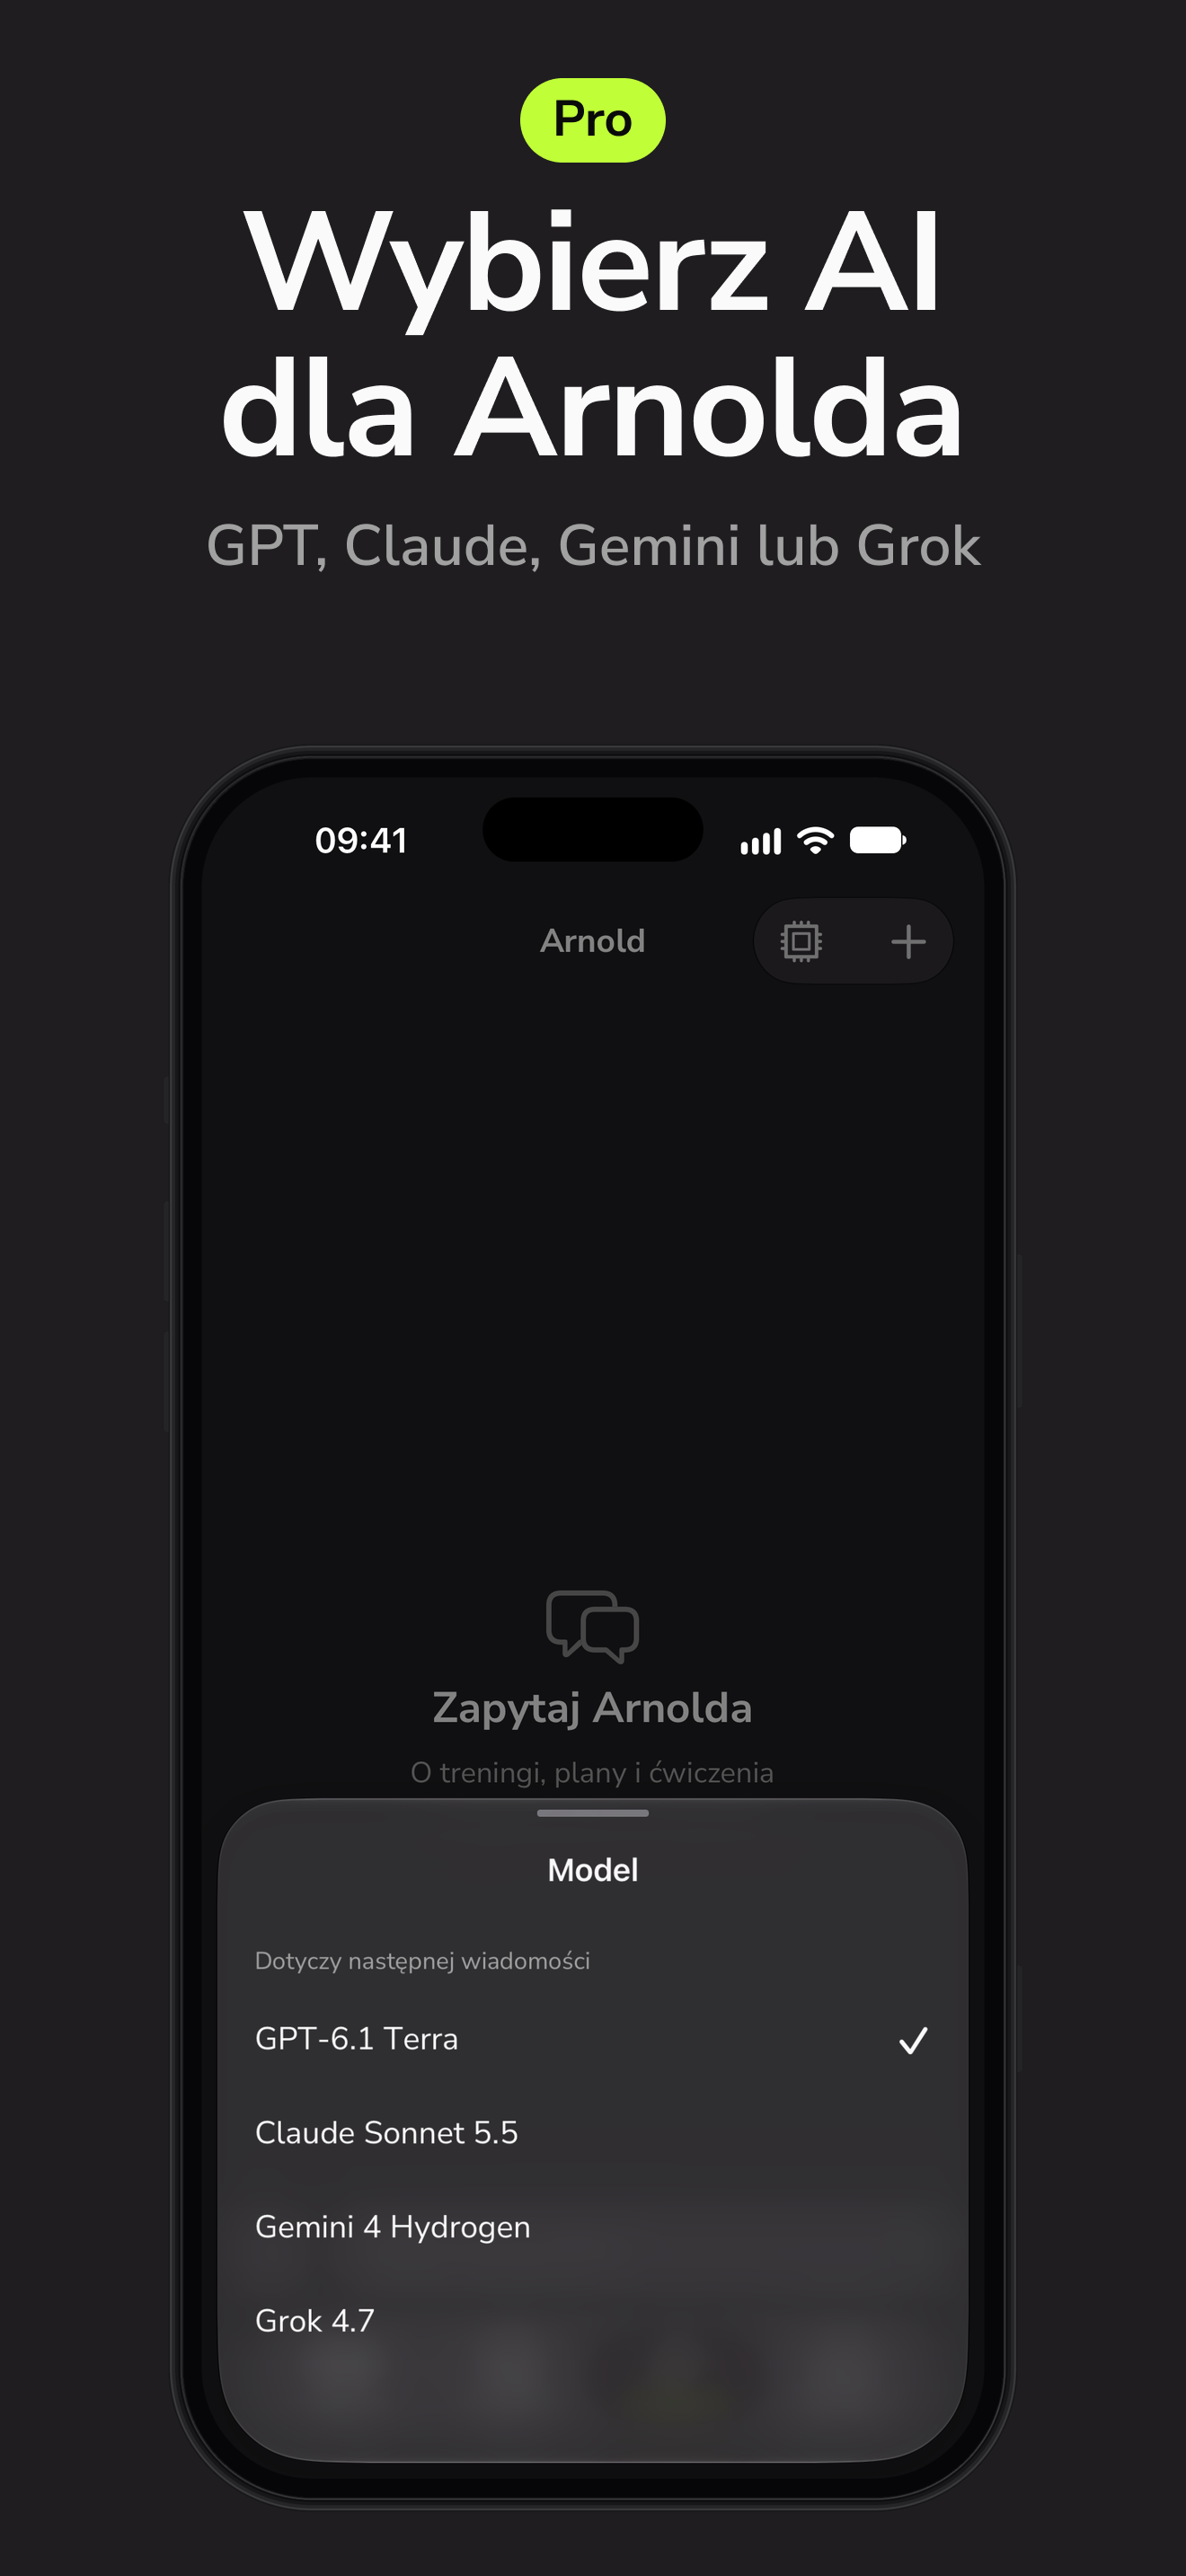 Pro
Wybierz AI
dla Arnolda
GPT, Claude, Gemini lub Grok
09:41
Arnold
Zapytaj Arnolda
O treningi, plany i ćwiczenia
Model
Dotyczy następnej wiadomości
GPT-6.1 Terra
Claude Sonnet 5.5
Gemini 4 Hydrogen
Grok 4.7